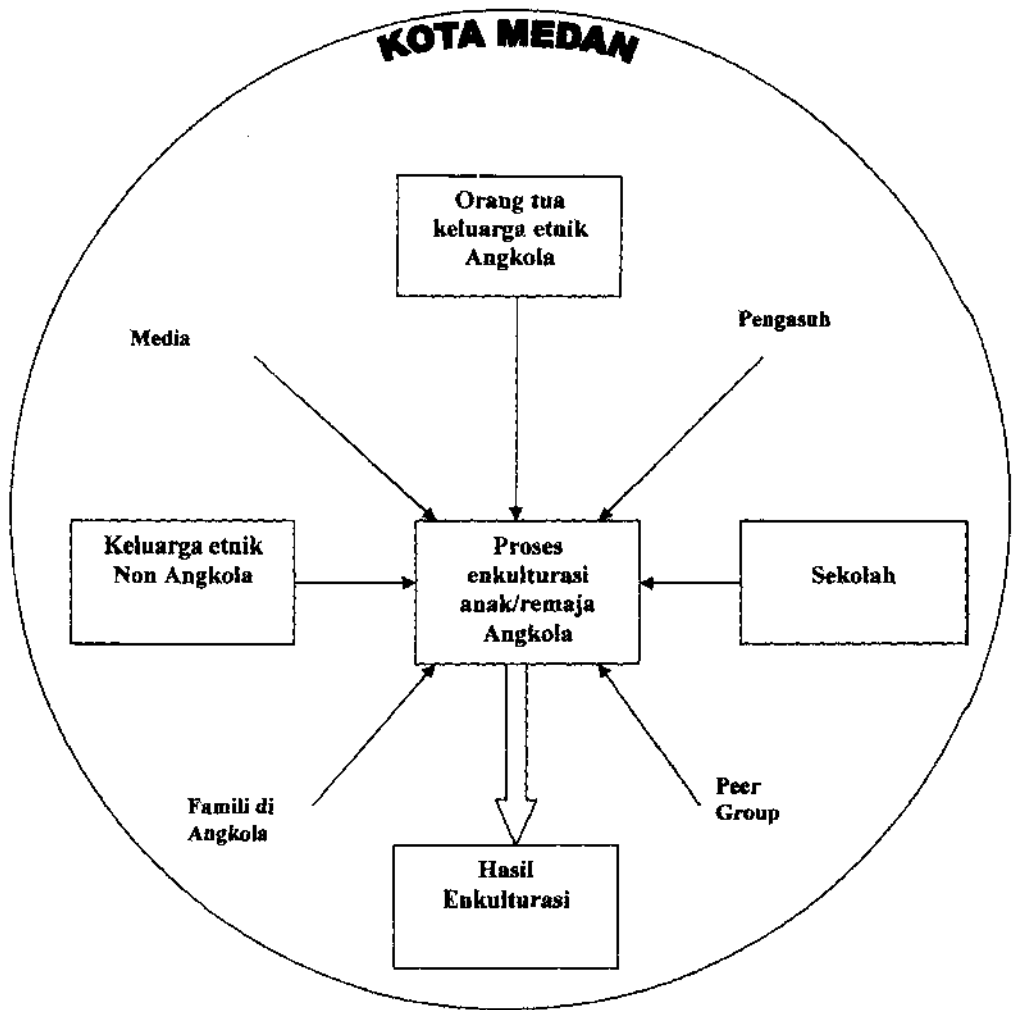 KOTA MEDAN
Orang tua
keluarga etnik
Angkola
Media
Pengasuh
Keluarga etnik
Non Angkola
Proses
enkulturasi
anak/remaja
Angkola
Sekolah
Famili di
Angkola
Peer
Group
Hasil
Enkulturasi